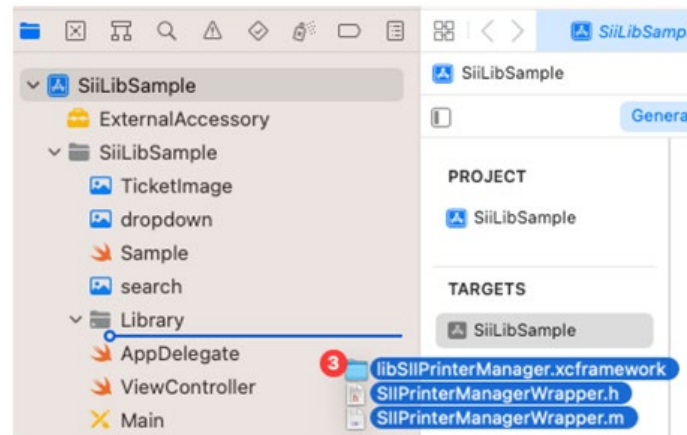 SiiLibSamp
SiiLibSample
ExternalAccessory
SiiLibSample
TicketImage
dropdown
Sample
search
Library
AppDelegate
ViewController
Main
SiiLibSample
Genera
PROJECT
SiiLibSample
TARGETS
SiiLibSample
3
libSIIPrinterManager.xcframework
SIIPrinterManagerWrapper.h
SIIPrinterManagerWrapper.m